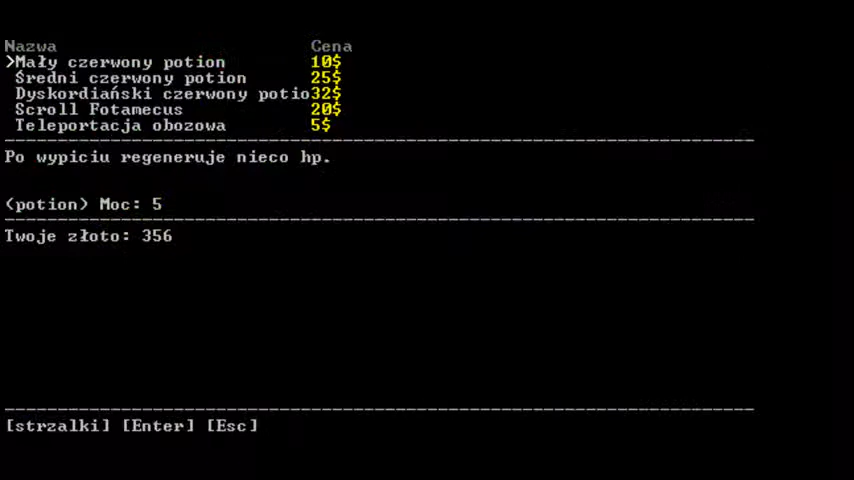 Nazwa Cena
>Mały czerwony potion 10$
Średni czerwony potion 25$
Dyskordiański czerwony potio32$
Scroll Fotamecus 20$
Teleportacja obozowa 5$
Po wypiciu regeneruje nieco hp.
(potion) Moc: 5
Twoje złoto: 356
[strzalki] [Enter] [Esc]